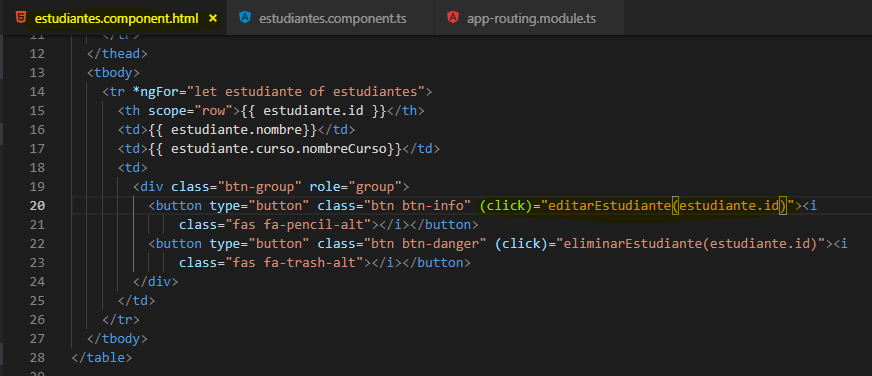 estudiantes.component.html × estudiantes.component.ts app-routing.module.ts
11 </tr>
12 </thead>
13 <tbody>
14 <tr *ngFor="let estudiante of estudiantes">
15 <th scope="row">{{ estudiante.id }}</th>
16 <td>{{ estudiante.nombre}}</td>
17 <td>{{ estudiante.curso.nombreCurso}}</td>
18 <td>
19 <div class="btn-group" role="group">
20 <button type="button" class="btn btn-info" (click)="editarEstudiante(estudiante.id)"><i
21 class="fas fa-pencil-alt"></i></button>
22 <button type="button" class="btn btn-danger" (click)="eliminarEstudiante(estudiante.id)"><i
23 class="fas fa-trash-alt"></i></button>
24 </div>
25 </td>
26 </tr>
27 </tbody>
28 </table>